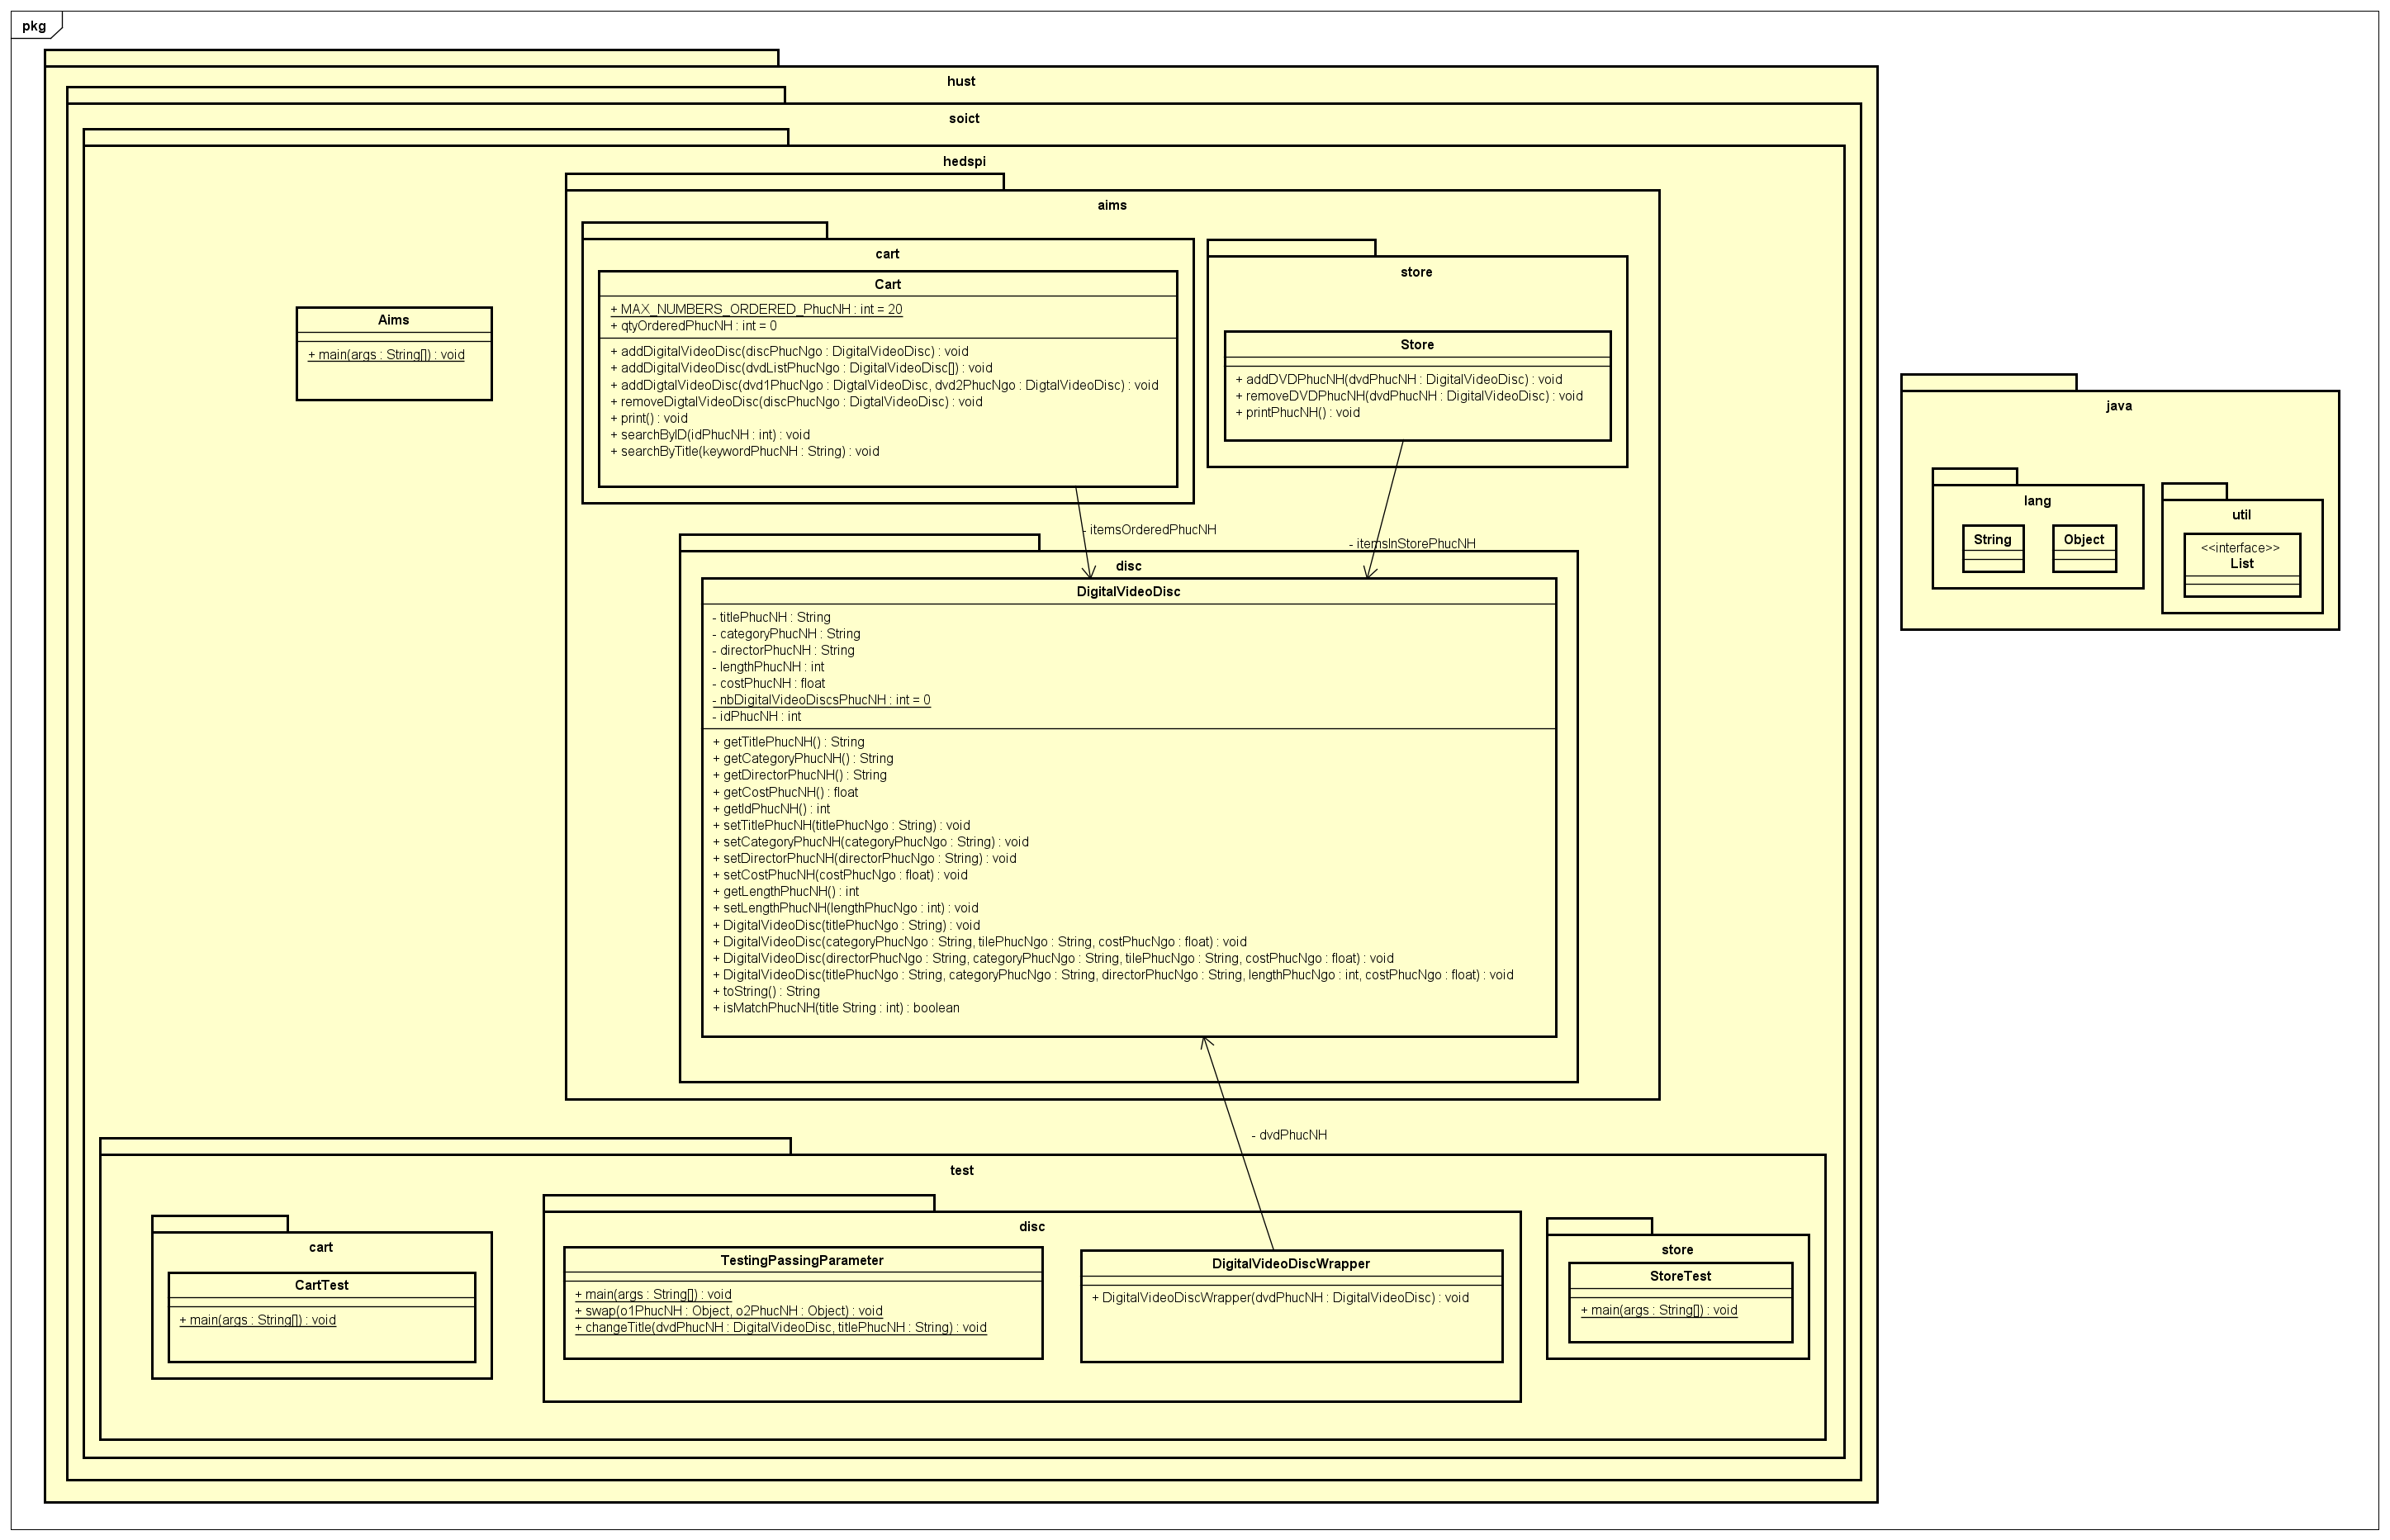 pkg
hust
soict
hedspi
aims
cart
Cart
+ MAX_NUMBERS_ORDERED_PhucNH : int = 20
+ qtyOrderedPhucNH : int = 0
+ addDigitalVideoDisc(discPhucNgo : DigitalVideoDisc) : void
+ addDigitalVideoDisc(dvdListPhucNgo : DigitalVideoDisc[]) : void
+ addDigtalVideoDisc(dvd1PhucNgo : DigtalVideoDisc, dvd2PhucNgo : DigtalVideoDisc) : void
+ removeDigtalVideoDisc(discPhucNgo : DigtalVideoDisc) : void
+ print() : void
+ searchByID(idPhucNH : int) : void
+ searchByTitle(keywordPhucNH : String) : void
store
Store
+ addDVDPhucNH(dvdPhucNH : DigitalVideoDisc) : void
+ removeDVDPhucNH(dvdPhucNH : DigitalVideoDisc) : void
+ printPhucNH() : void
Aims
+ main(args : String[]) : void
java
lang
String
Object
util
<<interface>>
List
- itemsOrderedPhucNH
- itemsInStorePhucNH
disc
DigitalVideoDisc
- titlePhucNH : String
- categoryPhucNH : String
- directorPhucNH : String
- lengthPhucNH : int
- costPhucNH : float
- nbDigitalVideoDiscsPhucNH : int = 0
- idPhucNH : int
+ getTitlePhucNH() : String
+ getCategoryPhucNH() : String
+ getDirectorPhucNH() : String
+ getCostPhucNH() : float
+ getIdPhucNH() : int
+ setTitlePhucNH(titlePhucNgo : String) : void
+ setCategoryPhucNH(categoryPhucNgo : String) : void
+ setDirectorPhucNH(directorPhucNgo : String) : void
+ setCostPhucNH(costPhucNgo : float) : void
+ getLengthPhucNH() : int
+ setLengthPhucNH(lengthPhucNgo : int) : void
+ DigitalVideoDisc(titlePhucNgo : String) : void
+ DigitalVideoDisc(categoryPhucNgo : String, tilePhucNgo : String, costPhucNgo : float) : void
+ DigitalVideoDisc(directorPhucNgo : String, categoryPhucNgo : String, tilePhucNgo : String, costPhucNgo : float) : void
+ DigitalVideoDisc(titlePhucNgo : String, categoryPhucNgo : String, directorPhucNgo : String, lengthPhucNgo : int, costPhucNgo : float) : void
+ toString() : String
+ isMatchPhucNH(title String : int) : boolean
- dvdPhucNH
test
cart
CartTest
+ main(args : String[]) : void
disc
TestingPassingParameter
+ main(args : String[]) : void
+ swap(o1PhucNH : Object, o2PhucNH : Object) : void
+ changeTitle(dvdPhucNH : DigitalVideoDisc, titlePhucNH : String) : void
DigitalVideoDiscWrapper
+ DigitalVideoDiscWrapper(dvdPhucNH : DigitalVideoDisc) : void
store
StoreTest
+ main(args : String[]) : void